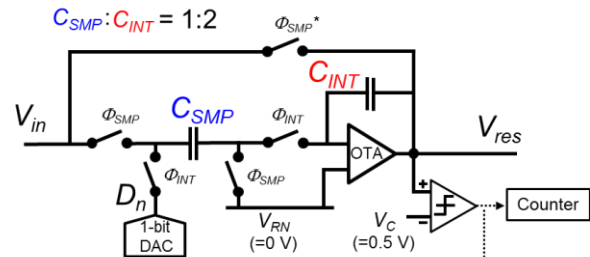 C_SMP:C_INT = 1:2
Φ_SMP*
C_INT
V_in
Φ_SMP
C_SMP
Φ_INT
V_res
OTA
Φ_INT
Φ_SMP
D_n
1-bit
DAC
V_RN
(=0 V)
V_C
(=0.5 V)
+
−
Counter